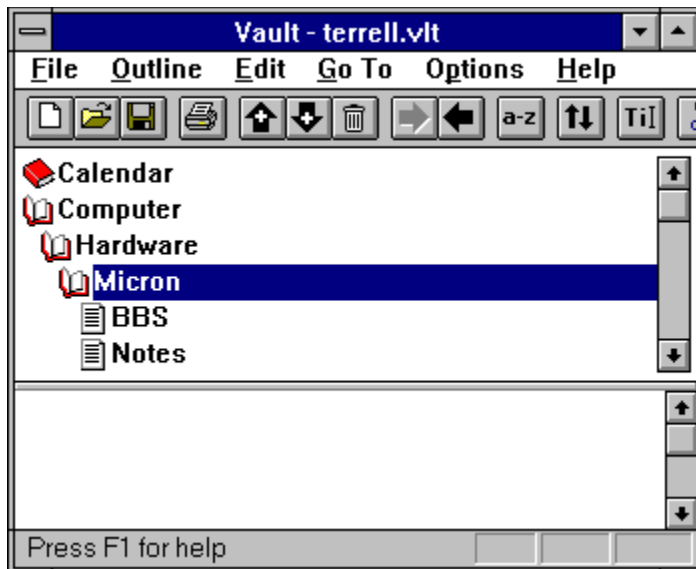 Vault - terrell.vlt
File Outline Edit Go To Options Help
a-z TiI
Calendar
Computer
Hardware
Micron
BBS
Notes
Press F1 for help